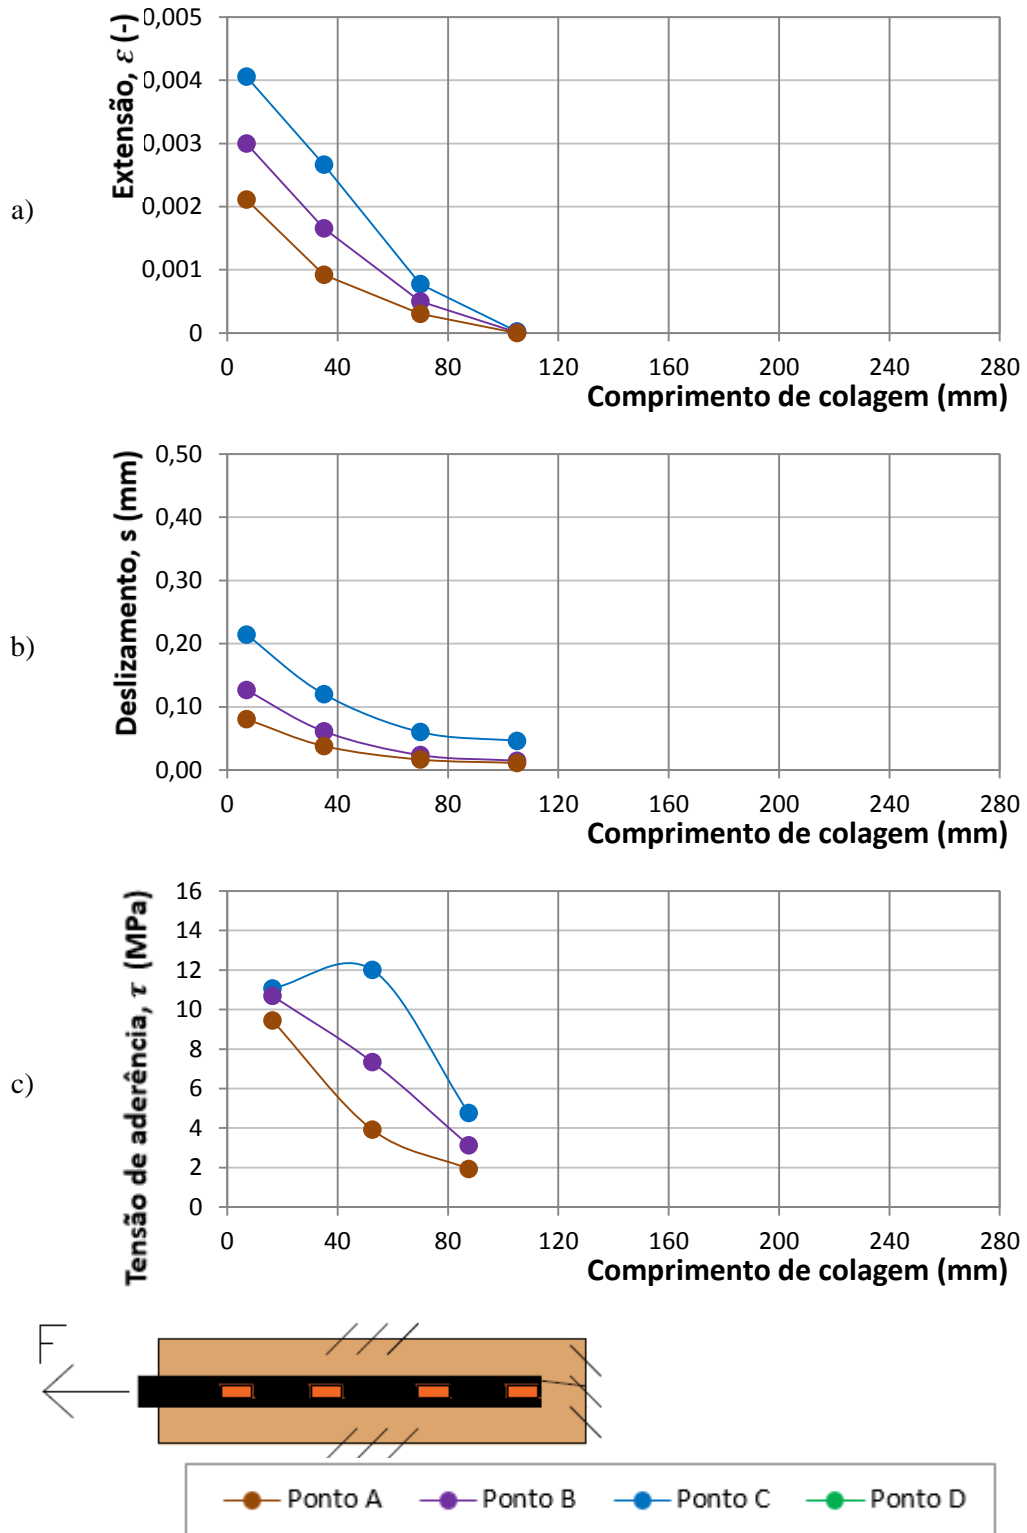 a)
Extensão, ε (-)
0,005
0,004
0,003
0,002
0,001
0
0 40 80 120 160 200 240 280
Comprimento de colagem (mm)
b)
Deslizamento, s (mm)
0,50
0,40
0,30
0,20
0,10
0,00
0 40 80 120 160 200 240 280
Comprimento de colagem (mm)
c)
Tensão de aderência, τ (MPa)
16
14
12
10
8
6
4
2
0
0 40 80 120 160 200 240 280
Comprimento de colagem (mm)
F
Ponto A Ponto B Ponto C Ponto D